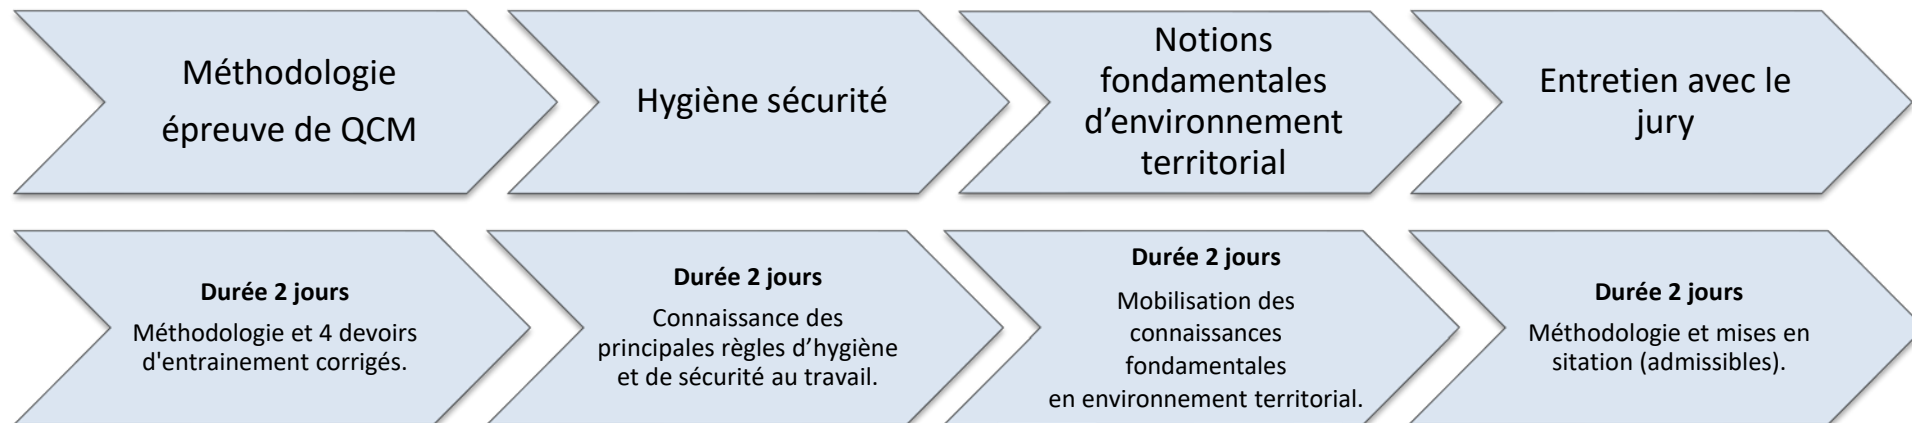 Méthodologie
épreuve de QCM
Hygiène sécurité
Notions
fondamentales
d’environnement
territorial
Entretien avec le
jury
Durée 2 jours
Méthodologie et 4 devoirs
d'entrainement corrigés.
Durée 2 jours
Connaissance des
principales règles d’hygiène
et de sécurité au travail.
Durée 2 jours
Mobilisation des
connaissances
fondamentales
en environnement territorial.
Durée 2 jours
Méthodologie et mises en
sitation (admissibles).